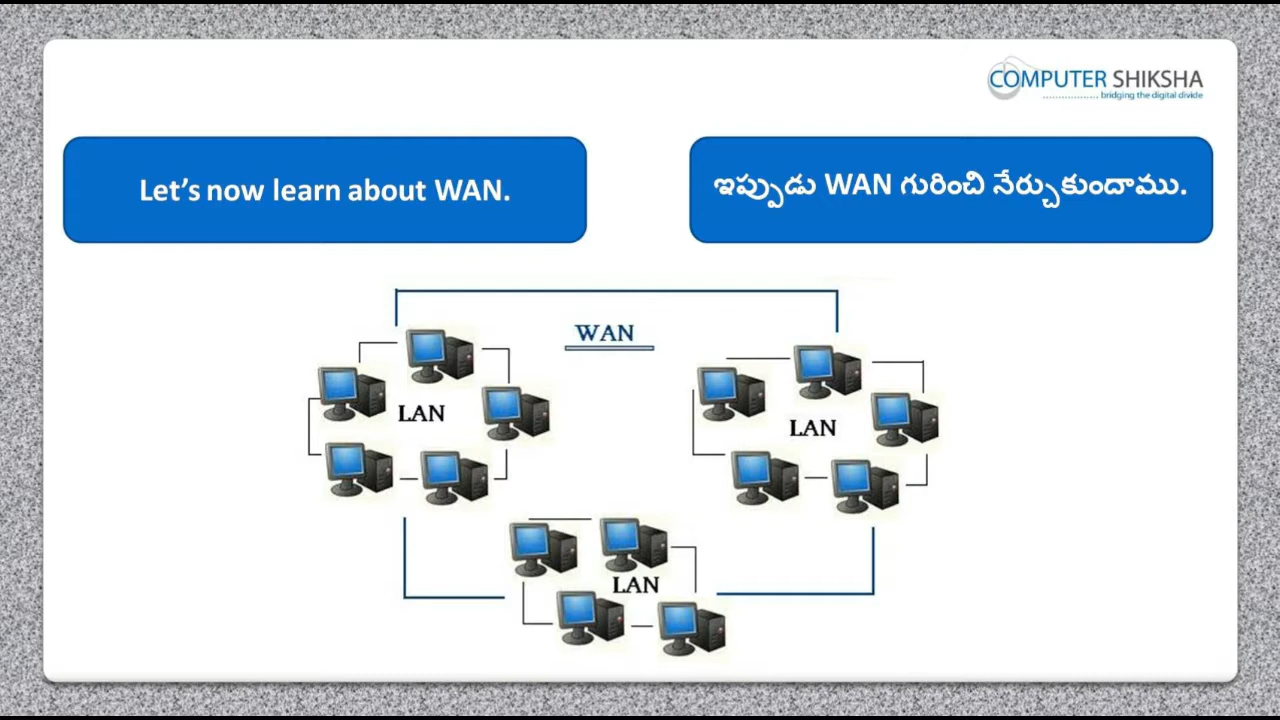 COMPUTER SHIKSHA
.................. bridging the digital divide
Let's now learn about WAN.
ఇప్పుడు WAN గురించి నేర్చుకుందాము.
WAN
LAN
LAN
LAN